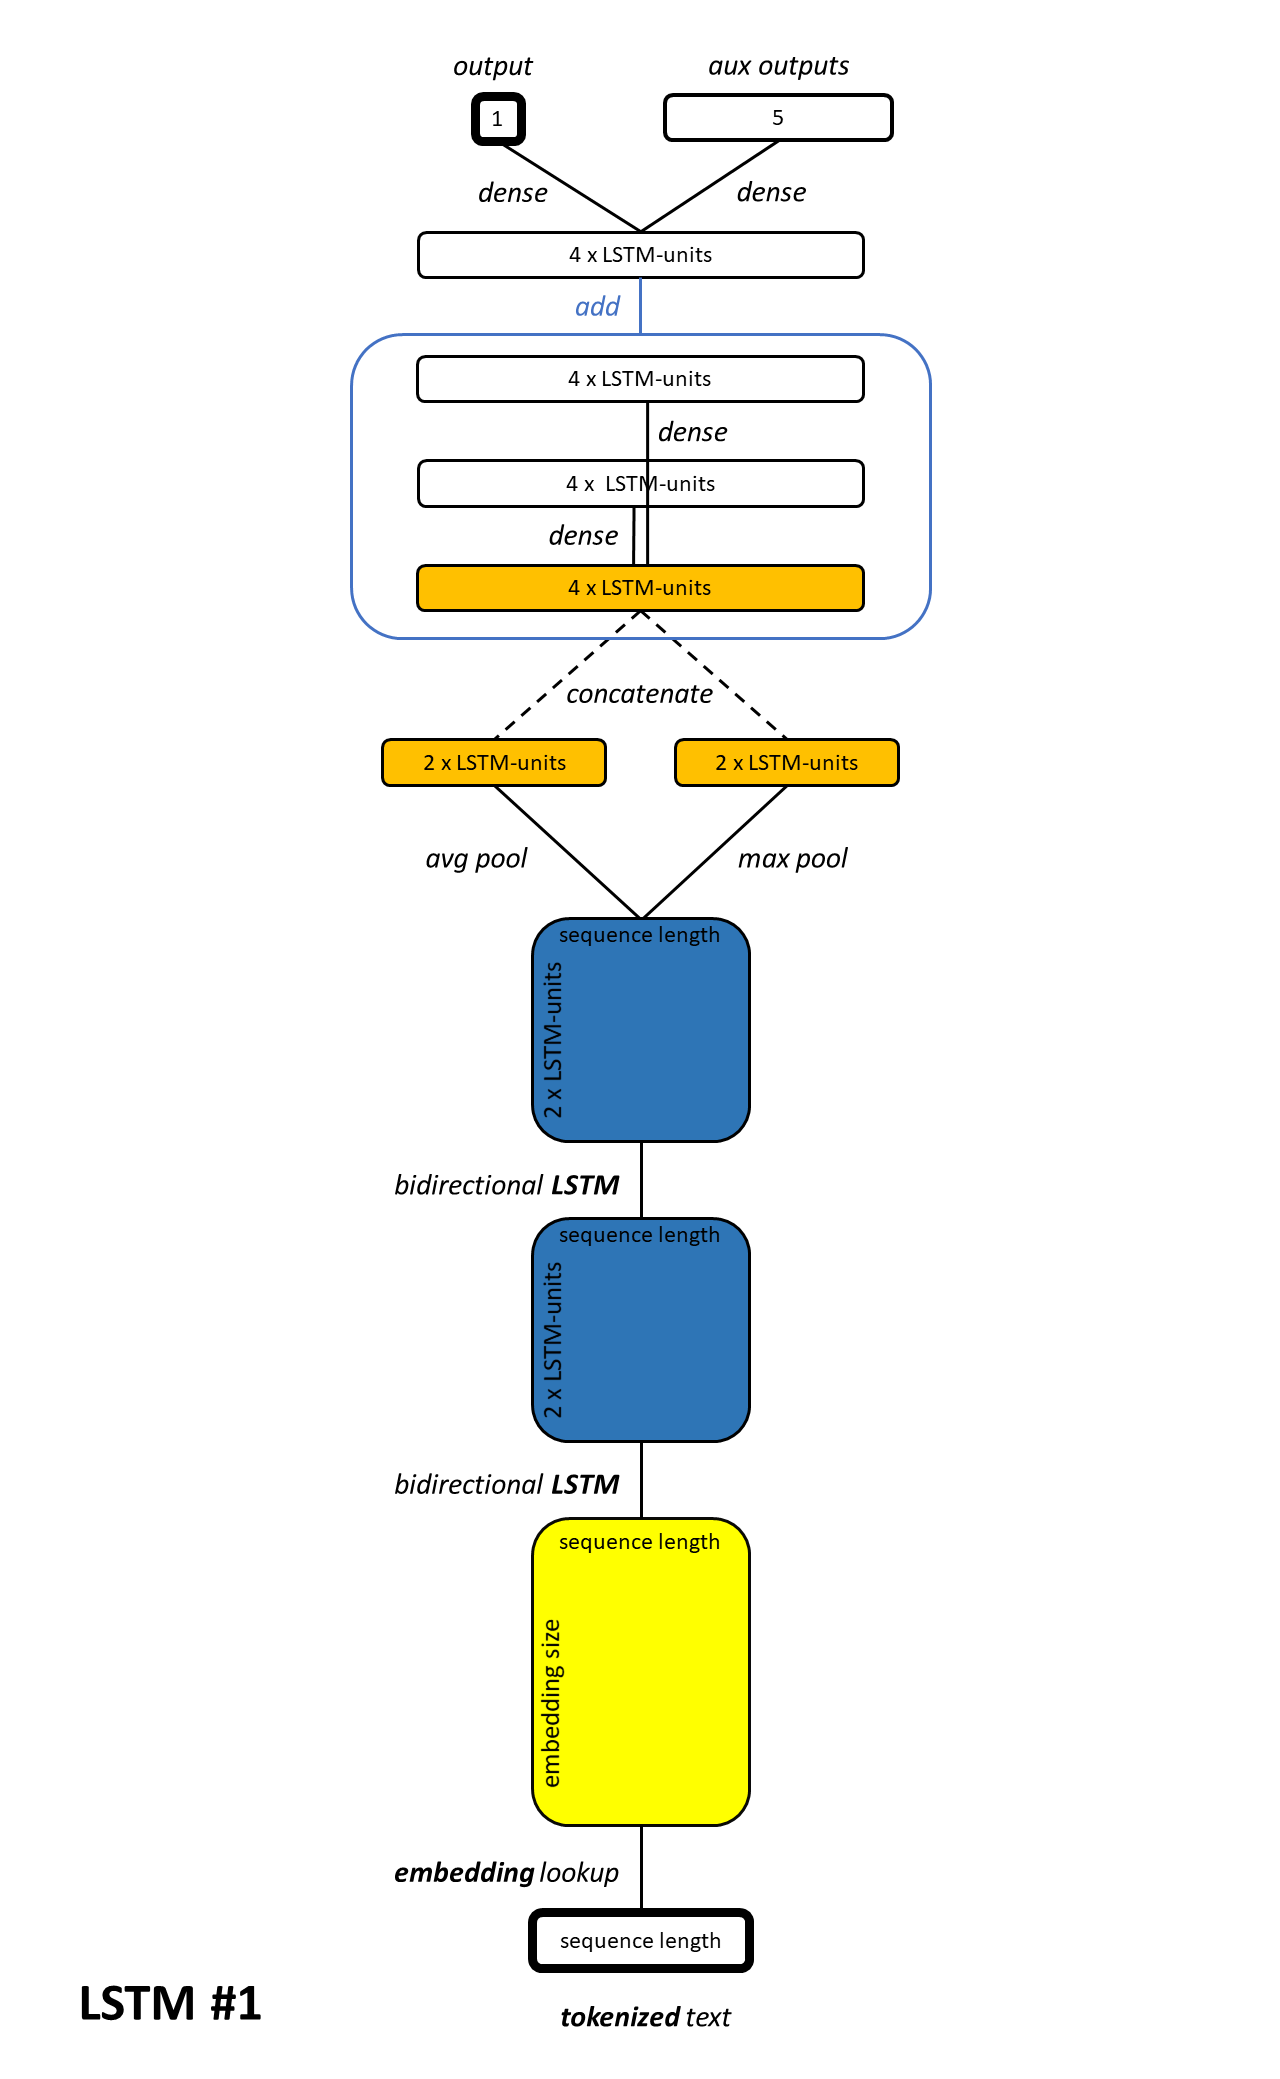 output
aux outputs
1
5
dense
dense
4 x LSTM-units
add
4 x LSTM-units
dense
4 x LSTM-units
dense
4 x LSTM-units
concatenate
2 x LSTM-units
2 x LSTM-units
avg pool
max pool
sequence length
2 x LSTM-units
bidirectional LSTM
sequence length
2 x LSTM-units
bidirectional LSTM
sequence length
embedding size
embedding lookup
sequence length
LSTM #1
tokenized text